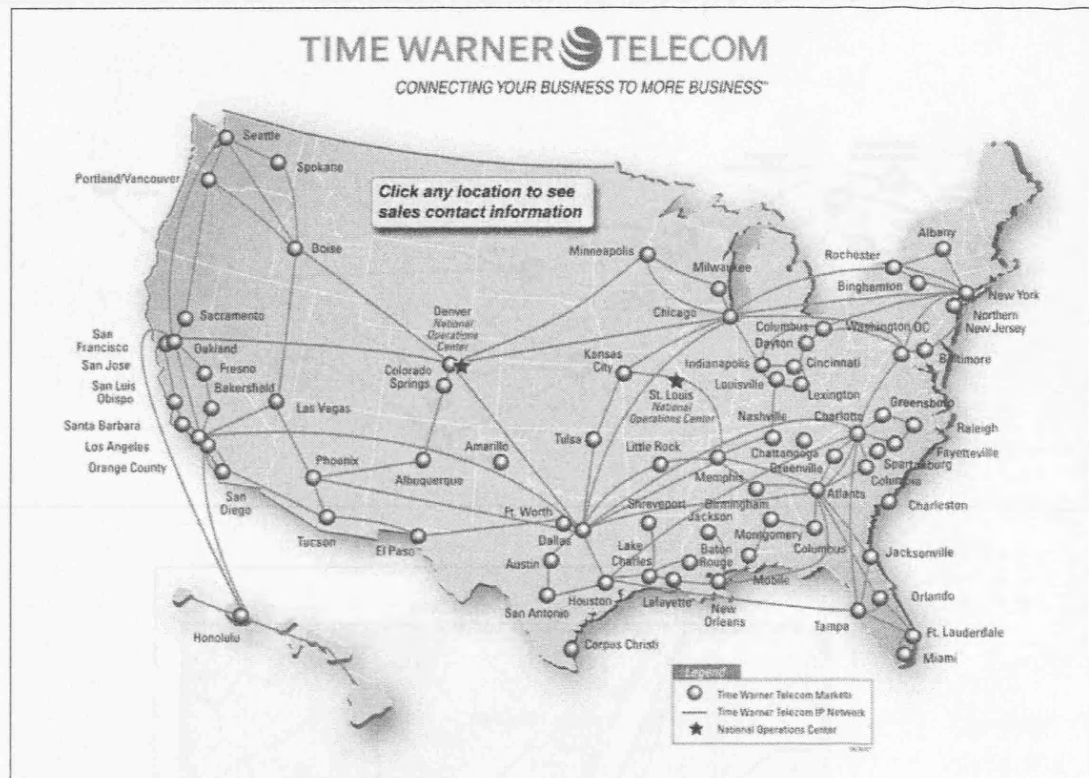 TIME WARNER TELECOM
CONNECTING YOUR BUSINESS TO MORE BUSINESS℠
Click any location to see
sales contact information
Seattle
Spokane
Portland/Vancouver
Boise
Minneapolis
Milwaukee
Albany
Rochester
Binghamton
New York
Northern
New Jersey
Chicago
Sacramento
Denver
National
Operations
Center
Columbus
Washington DC
Dayton
San
Francisco
Oakland
Kansas
City
Indianapolis
Cincinnati
Baltimore
San Jose
Fresno
Colorado
Springs
St. Louis
National
Operations Center
Louisville
Lexington
San Luis
Obispo
Bakersfield
Las Vegas
Greensboro
Santa Barbara
Nashville
Charlotte
Raleigh
Los Angeles
Amarillo
Tulsa
Little Rock
Chattanooga
Fayetteville
Orange County
Phoenix
Greenville
Spartanburg
Albuquerque
Memphis
Columbia
San
Diego
Ft. Worth
Shreveport
Birmingham
Atlanta
Charleston
Tucson
El Paso
Dallas
Jackson
Montgomery
Columbus
Austin
Lake
Charles
Baton
Rouge
Jacksonville
Mobile
San Antonio
Houston
Lafayette
New
Orleans
Orlando
Tampa
Honolulu
Ft. Lauderdale
Corpus Christi
Miami
Legend
Time Warner Telecom Markets
Time Warner Telecom IP Network
National Operations Center